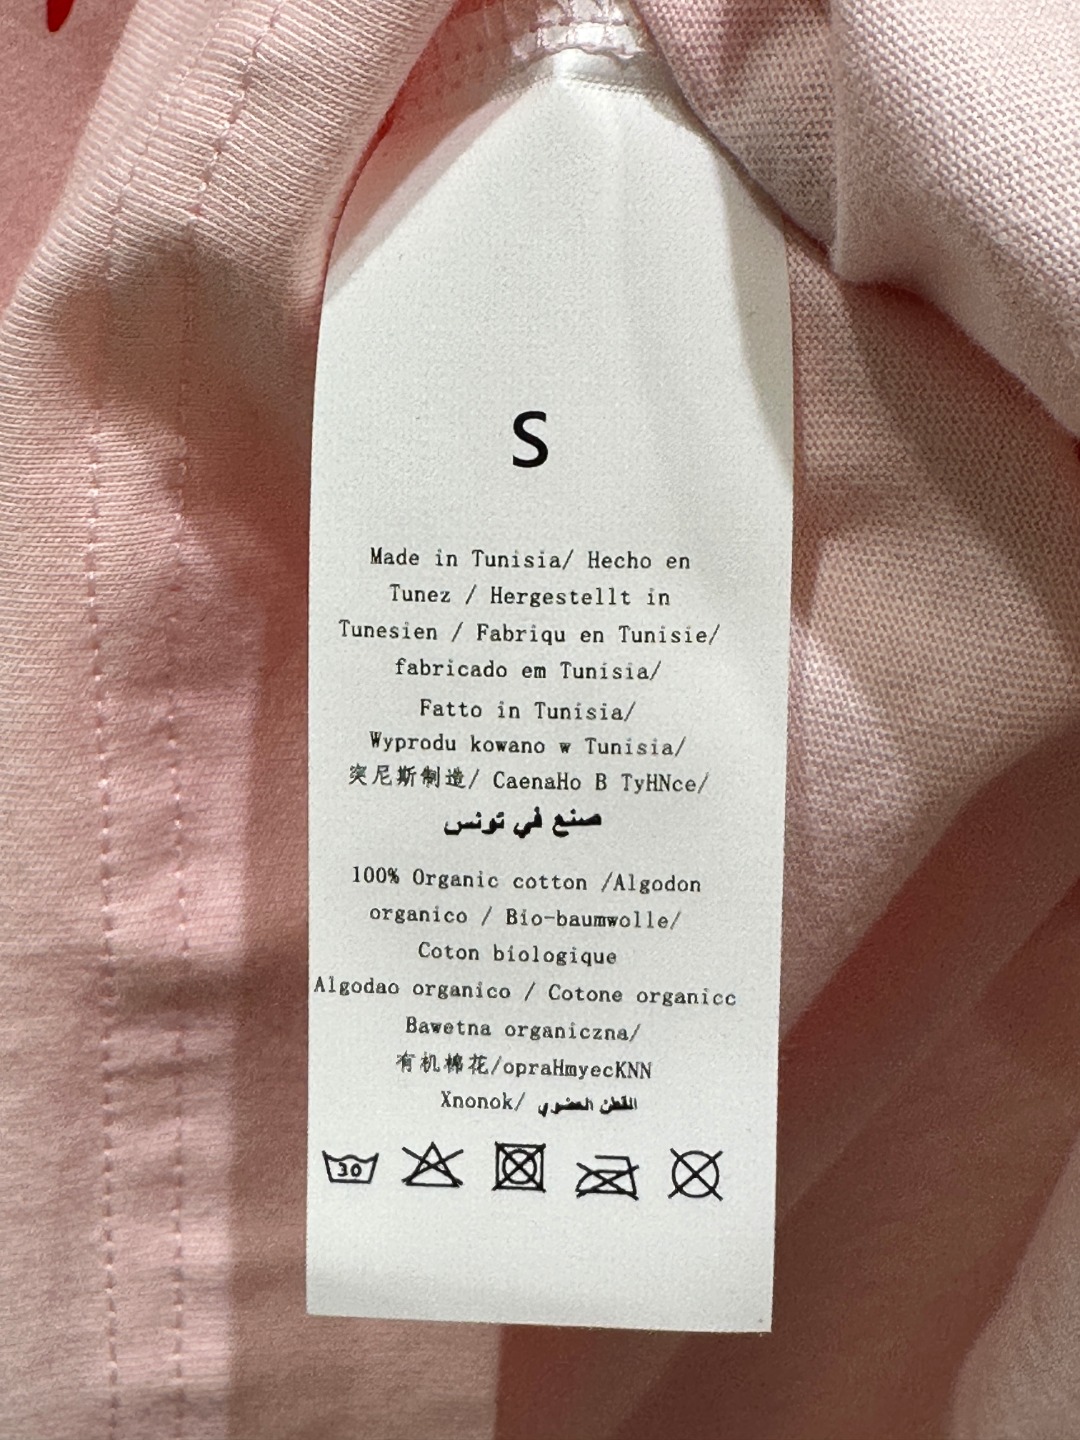 S
Made in Tunisia/ Hecho en
Tunez / Hergestellt in
Tunesien / Fabriqu en Tunisie/
fabricado em Tunisia/
Fatto in Tunisia/
Wyprodu kowano w Tunisia/
突尼斯制造/ CaenaHo B TyHNce/
صنع في تونس
100% Organic cotton /Algodon
organico / Bio-baumwolle/
Coton biologique
Algodao organico / Cotone organicc
Bawetna organiczna/
有机棉花/opraHmyecKNN
Xnonok/ القطن العضوي
30